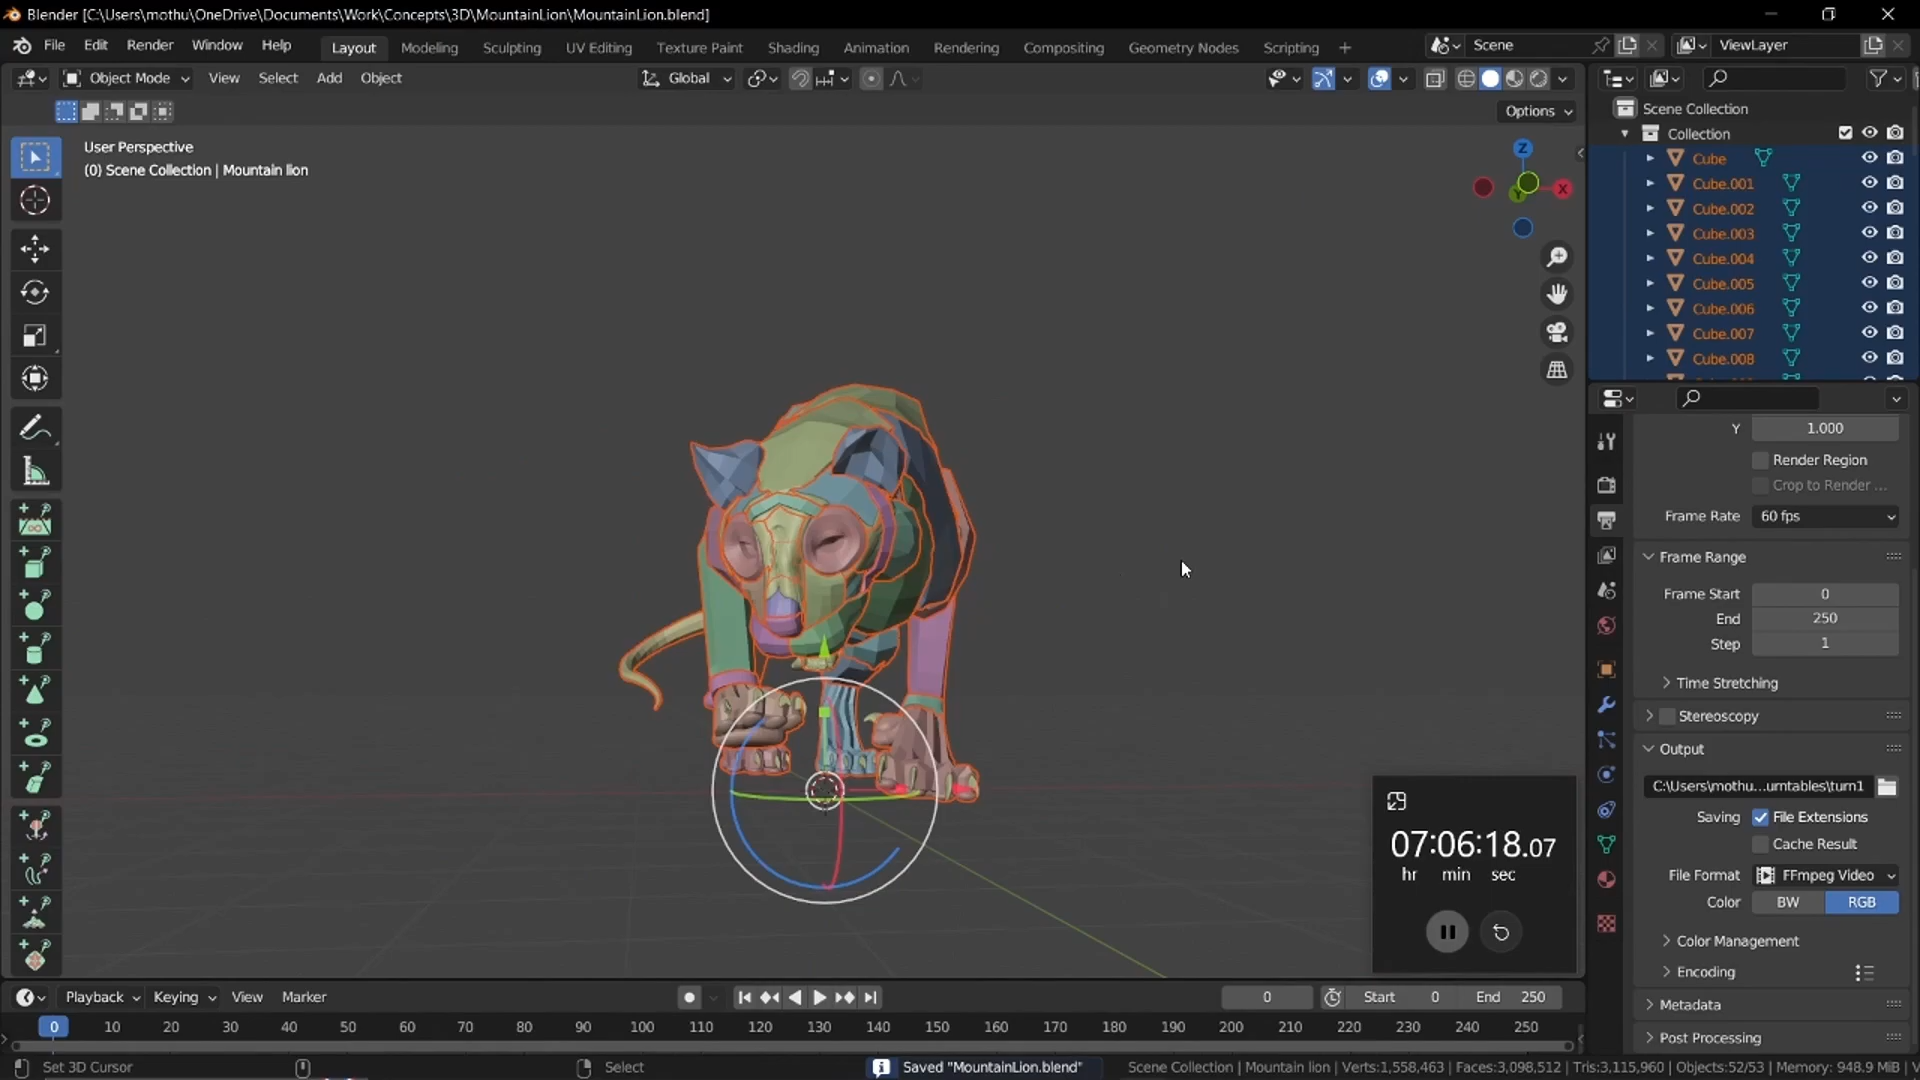 Blender [C:\Users\mothu\OneDrive\Documents\Work\Concepts\3D\MountainLion\MountainLion.blend]
File Edit Render Window Help Layout Modeling Sculpting UV Editing Texture Paint Shading Animation Rendering Compositing Geometry Nodes Scripting + Scene ViewLayer
Object Mode View Select Add Object Global
Options
User Perspective
(0) Scene Collection | Mountain lion
Z
X
Y
Scene Collection
Collection
Cube
Cube.001
Cube.002
Cube.003
Cube.004
Cube.005
Cube.006
Cube.007
Cube.008
Y 1.000
Render Region
Crop to Render ...
Frame Rate 60 fps
Frame Range
Frame Start 0
End 250
Step 1
Time Stretching
Stereoscopy
Output
C:\Users\mothu...urntables\turn1
Saving File Extensions
Cache Result
File Format FFmpeg Video
Color BW RGB
Color Management
Encoding
Metadata
Post Processing
07:06:18.07
hr min sec
Playback Keying View Marker 0 Start 0 End 250
0 10 20 30 40 50 60 70 80 90 100 110 120 130 140 150 160 170 180 190 200 210 220 230 240 250
Set 3D Cursor Select Saved "MountainLion.blend" Scene Collection | Mountain lion | Verts:1,558,463 | Faces:3,098,512 | Tris:3,115,960 | Objects:52/53 | Memory: 948.9 MiB | V